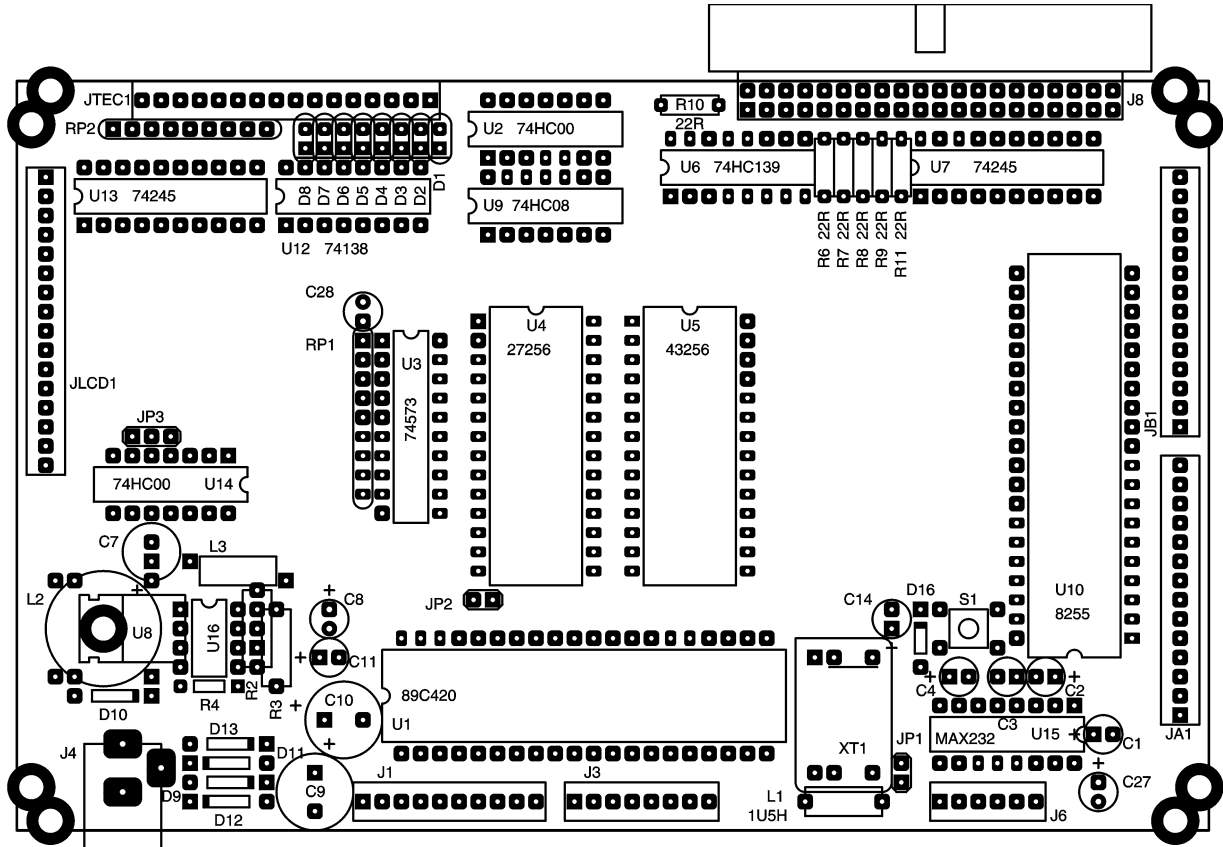 JTEC1
J8
RP2
R10
22R
U2 74HC00
U6 74HC139
U7 74245
U13 74245
D8
D7
D6
D5
D4
D3
D2
D1
U9 74HC08
U12 74138
R6 22R
R7 22R
R8 22R
R9 22R
R11 22R
C28
RP1
U3
74573
U4
27256
U5
43256
JLCD1
JP3
JB1
74HC00 U14
C7
L3
L2
U8
U16
R2
R3
R4
D10
C8
C11
JP2
C14
D16
S1
U10
8255
C4
C3
C2
89C420
U1
C10
D13
D11
J4
D9
D12
C9
J1
J3
XT1
JP1
L1
1U5H
MAX232 U15
C1
JA1
C27
J6
+
+
+
+
+
+
+
+
+
+